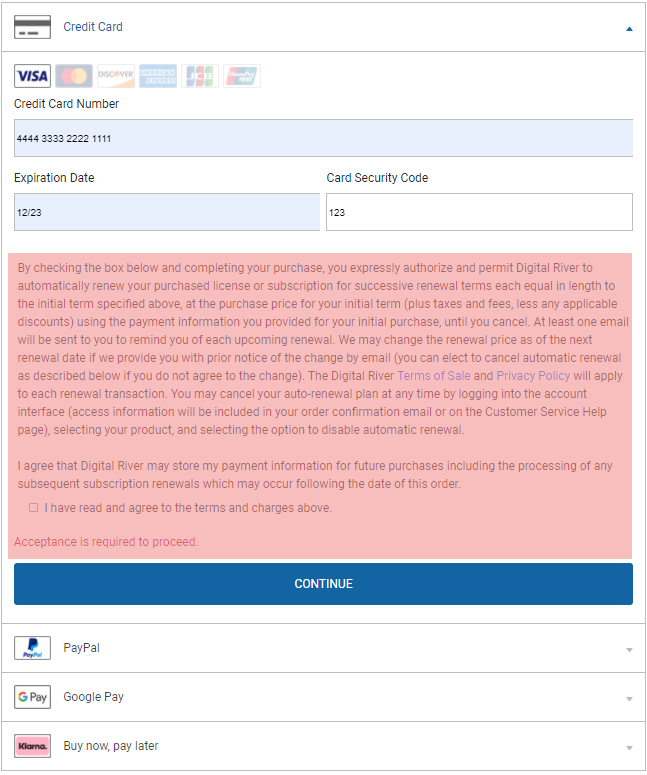 Credit Card
VISA DISCOVER AMERICAN EXPRESS JCB UnionPay
Credit Card Number
4444 3333 2222 1111
Expiration Date Card Security Code
12/23 123
By checking the box below and completing your purchase, you expressly authorize and permit Digital River to
automatically renew your purchased license or subscription for successive renewal terms each equal in length to
the initial term specified above, at the purchase price for your initial term (plus taxes and fees, less any applicable
discounts) using the payment information you provided for your initial purchase, until you cancel. At least one email
will be sent to you to remind you of each upcoming renewal. We may change the renewal price as of the next
renewal date if we provide you with prior notice of the change by email (you can elect to cancel automatic renewal
as described below if you do not agree to the change). The Digital River Terms of Sale and Privacy Policy will apply
to each renewal transaction. You may cancel your auto-renewal plan at any time by logging into the account
interface (access information will be included in your order confirmation email or on the Customer Service Help
page), selecting your product, and selecting the option to disable automatic renewal.
I agree that Digital River may store my payment information for future purchases including the processing of any
subsequent subscription renewals which may occur following the date of this order.
I have read and agree to the terms and charges above.
Acceptance is required to proceed.
CONTINUE
PayPal PayPal
G Pay Google Pay
Klarna. Buy now, pay later